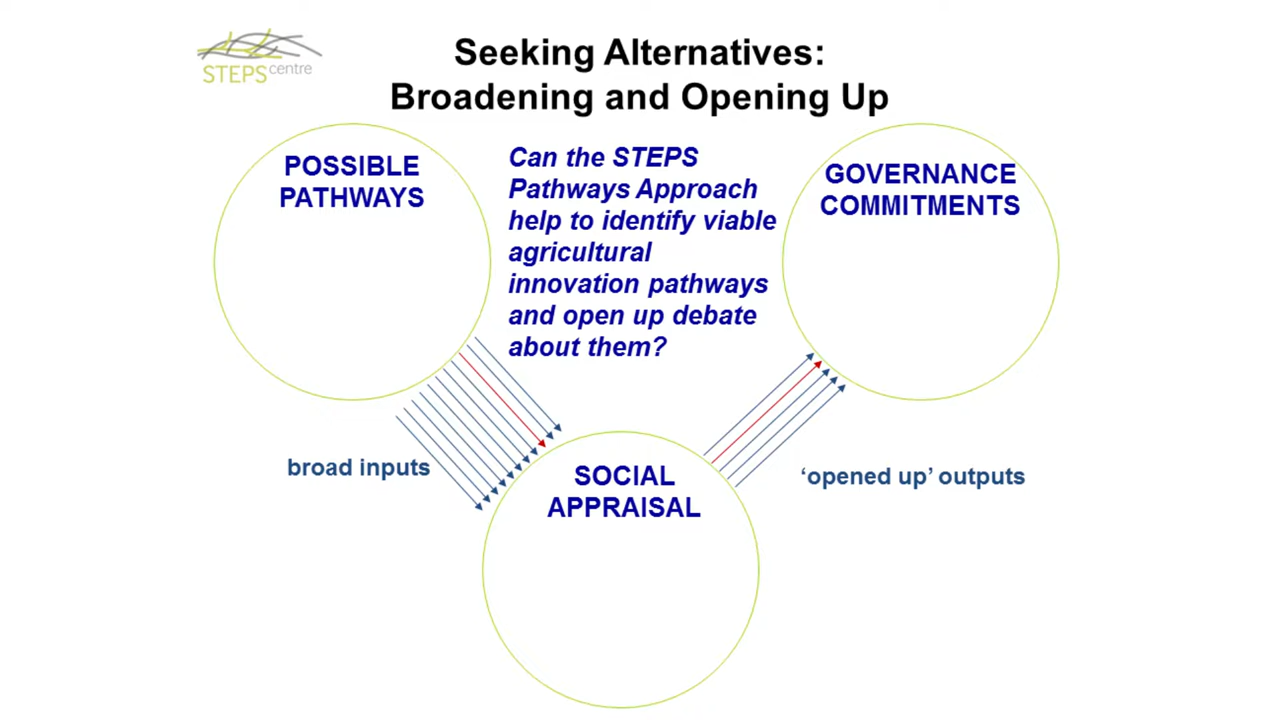 STEPS centre
Seeking Alternatives:
Broadening and Opening Up
POSSIBLE
PATHWAYS
Can the STEPS
Pathways Approach
help to identify viable
agricultural
innovation pathways
and open up debate
about them?
GOVERNANCE
COMMITMENTS
broad inputs
SOCIAL
APPRAISAL
‘opened up’ outputs